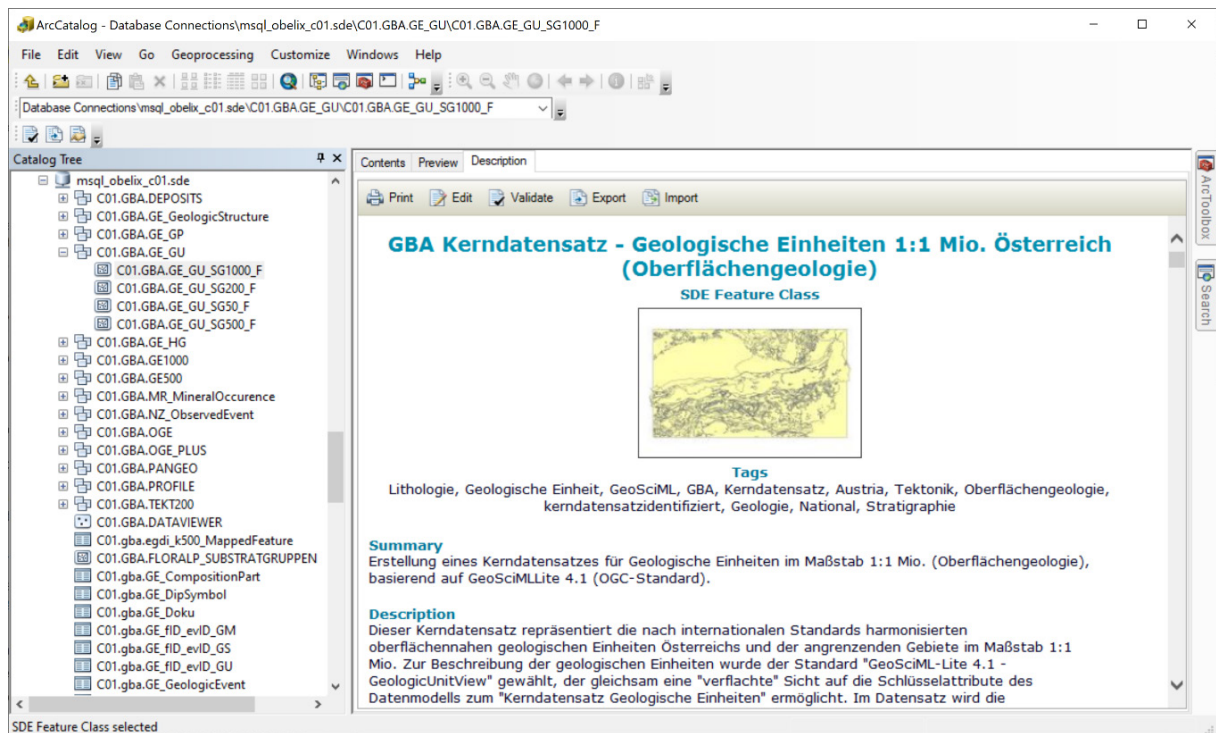 ArcCatalog - Database Connections\msql_obelix_c01.sde\C01.GBA.GE_GU\C01.GBA.GE_GU_SG1000_F
File Edit View Go Geoprocessing Customize Windows Help
Database Connections\msql_obelix_c01.sde\C01.GBA.GE_GU\C01.GBA.GE_GU_SG1000_F
Catalog Tree
msql_obelix_c01.sde
C01.GBA.DEPOSITS
C01.GBA.GE_GeologicStructure
C01.GBA.GE_GP
C01.GBA.GE_GU
C01.GBA.GE_GU_SG1000_F
C01.GBA.GE_GU_SG200_F
C01.GBA.GE_GU_SG50_F
C01.GBA.GE_GU_SG500_F
C01.GBA.GE_HG
C01.GBA.GE1000
C01.GBA.GE500
C01.GBA.MR_MineralOccurence
C01.GBA.NZ_ObservedEvent
C01.GBA.OGE
C01.GBA.OGE_PLUS
C01.GBA.PANGEO
C01.GBA.PROFILE
C01.GBA.TEKT200
C01.GBA.DATAVIEWER
C01.gba.egdi_k500_MappedFeature
C01.GBA.FLORALP_SUBSTRATGRUPPEN
C01.gba.GE_CompositionPart
C01.gba.GE_DipSymbol
C01.gba.GE_Doku
C01.gba.GE_fID_evID_GM
C01.gba.GE_fID_evID_GS
C01.gba.GE_fID_evID_GU
C01.gba.GE_GeologicEvent
Contents Preview Description
Print Edit Validate Export Import
GBA Kerndatensatz - Geologische Einheiten 1:1 Mio. Österreich
(Oberflächengeologie)
SDE Feature Class
Tags
Lithologie, Geologische Einheit, GeoSciML, GBA, Kerndatensatz, Austria, Tektonik, Oberflächengeologie,
kerndatensatzidentifiziert, Geologie, National, Stratigraphie
Summary
Erstellung eines Kerndatensatzes für Geologische Einheiten im Maßstab 1:1 Mio. (Oberflächengeologie),
basierend auf GeoSciMLLite 4.1 (OGC-Standard).
Description
Dieser Kerndatensatz repräsentiert die nach internationalen Standards harmonisierten
oberflächennahen geologischen Einheiten Österreichs und der angrenzenden Gebiete im Maßstab 1:1
Mio. Zur Beschreibung der geologischen Einheiten wurde der Standard "GeoSciML-Lite 4.1 -
GeologicUnitView" gewählt, der gleichsam eine "verflachte" Sicht auf die Schlüsselattribute des
Datenmodells zum "Kerndatensatz Geologische Einheiten" ermöglicht. Im Datensatz wird die
ArcToolbox
Search
SDE Feature Class selected